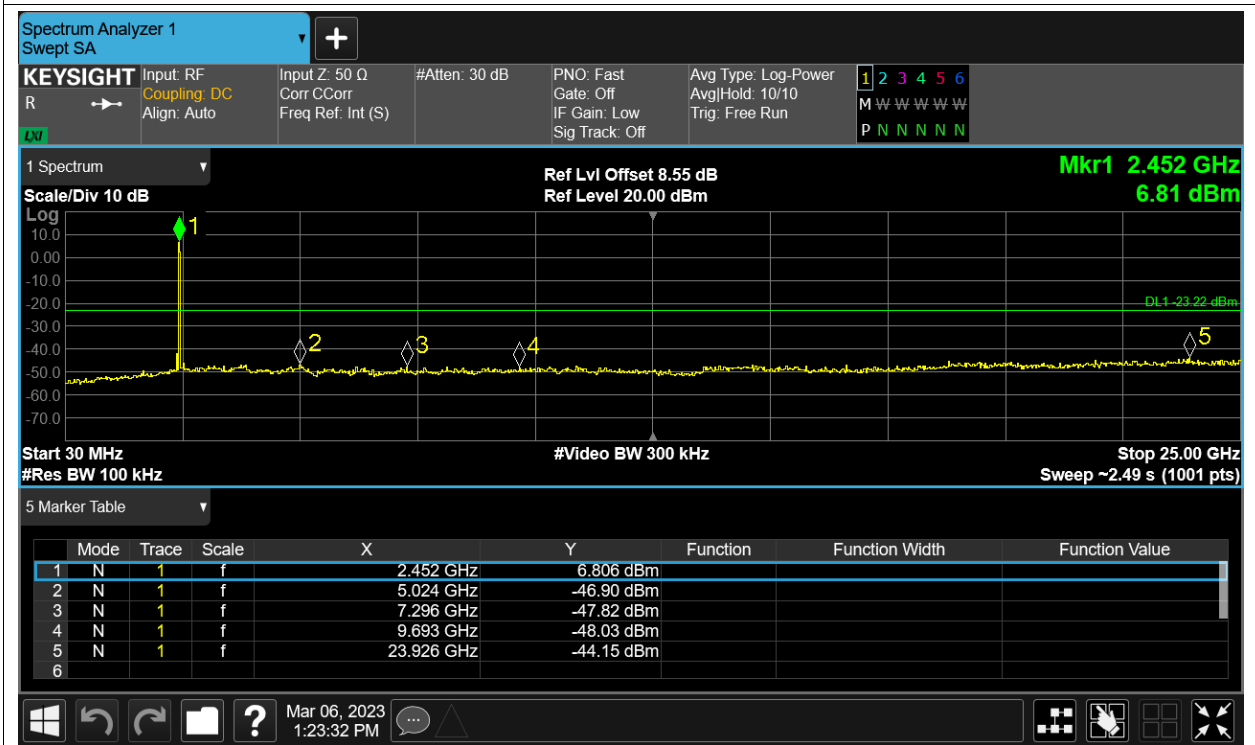 Spectrum Analyzer 1
Swept SA
KEYSIGHT
R
LXI
Input: RF
Coupling: DC
Align: Auto
Input Z: 50 Ω
Corr CCorr
Freq Ref: Int (S)
#Atten: 30 dB
PNO: Fast
Gate: Off
IF Gain: Low
Sig Track: Off
Avg Type: Log-Power
Avg|Hold: 10/10
Trig: Free Run
1 2 3 4 5 6
M W W W W W
P N N N N N
1 Spectrum
Scale/Div 10 dB
Ref Lvl Offset 8.55 dB
Ref Level 20.00 dBm
Mkr1 2.452 GHz
6.81 dBm
Log
10.0
0.00
-10.0
-20.0
-30.0
-40.0
-50.0
-60.0
-70.0
1
2
3
4
5
DL1 -23.22 dBm
Start 30 MHz
#Res BW 100 kHz
#Video BW 300 kHz
Stop 25.00 GHz
Sweep ~2.49 s (1001 pts)
5 Marker Table
Mode Trace Scale X Y Function Function Width Function Value
1 N 1 f 2.452 GHz 6.806 dBm
2 N 1 f 5.024 GHz -46.90 dBm
3 N 1 f 7.296 GHz -47.82 dBm
4 N 1 f 9.693 GHz -48.03 dBm
5 N 1 f 23.926 GHz -44.15 dBm
6
?
Mar 06, 2023
1:23:32 PM